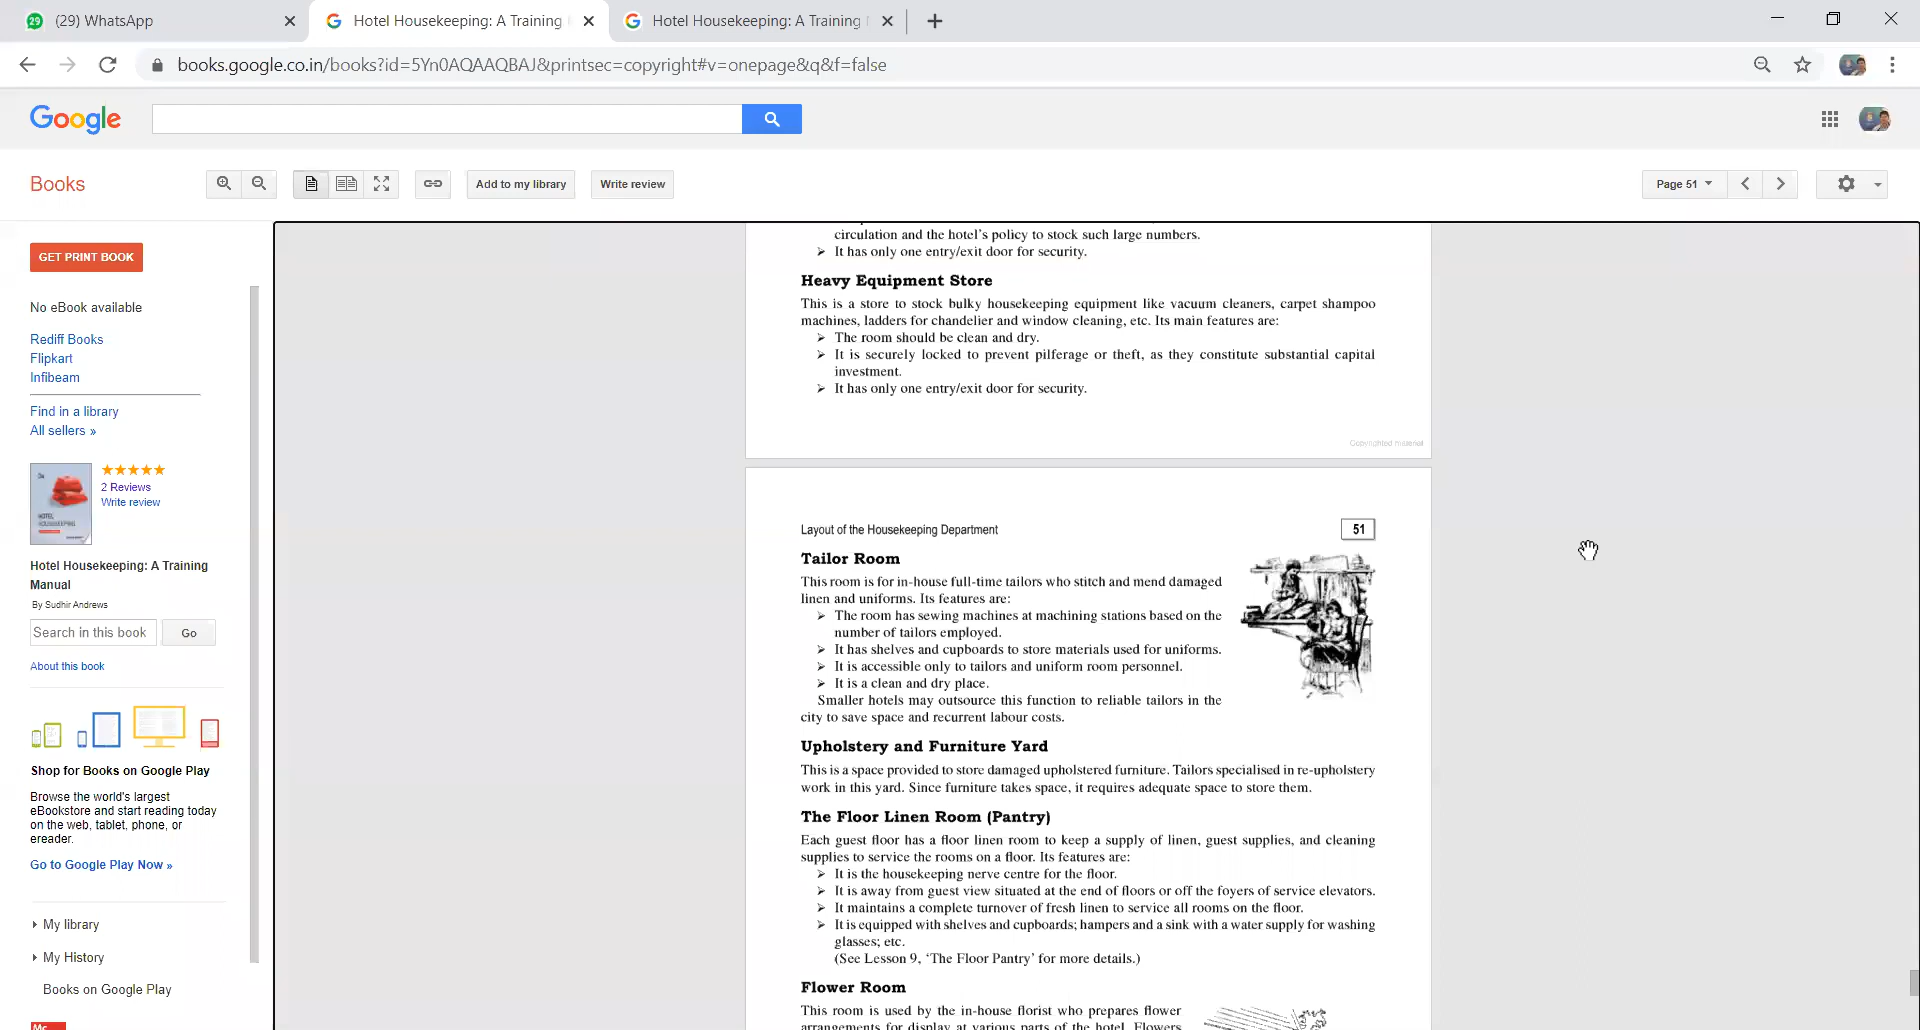 29
(29) WhatsApp
Hotel Housekeeping: A Training
Hotel Housekeeping: A Training
books.google.co.in/books?id=5Yn0AQAAQBAJ&printsec=copyright#v=onepage&q&f=false
Google
Books
Add to my library
Write review
Page 51
GET PRINT BOOK
No eBook available
Rediff Books
Flipkart
Infibeam
Find in a library
All sellers »
2 Reviews
Write review
HOTEL
HOUSEKEEPING
Hotel Housekeeping: A Training
Manual
By Sudhir Andrews
Search in this book
Go
About this book
Shop for Books on Google Play
Browse the world's largest
eBookstore and start reading today
on the web, tablet, phone, or
ereader.
Go to Google Play Now »
My library
My History
Books on Google Play
Mc
circulation and the hotel's policy to stock such large numbers.
➢ It has only one entry/exit door for security.
Heavy Equipment Store
This is a store to stock bulky housekeeping equipment like vacuum cleaners, carpet shampoo
machines, ladders for chandelier and window cleaning, etc. Its main features are:
➢ The room should be clean and dry.
➢ It is securely locked to prevent pilferage or theft, as they constitute substantial capital
investment.
➢ It has only one entry/exit door for security.
Copyrighted material
Layout of the Housekeeping Department
51
Tailor Room
This room is for in-house full-time tailors who stitch and mend damaged
linen and uniforms. Its features are:
➢ The room has sewing machines at machining stations based on the
number of tailors employed.
➢ It has shelves and cupboards to store materials used for uniforms.
➢ It is accessible only to tailors and uniform room personnel.
➢ It is a clean and dry place.
Smaller hotels may outsource this function to reliable tailors in the
city to save space and recurrent labour costs.
Upholstery and Furniture Yard
This is a space provided to store damaged upholstered furniture. Tailors specialised in re-upholstery
work in this yard. Since furniture takes space, it requires adequate space to store them.
The Floor Linen Room (Pantry)
Each guest floor has a floor linen room to keep a supply of linen, guest supplies, and cleaning
supplies to service the rooms on a floor. Its features are:
➢ It is the housekeeping nerve centre for the floor.
➢ It is away from guest view situated at the end of floors or off the foyers of service elevators.
➢ It maintains a complete turnover of fresh linen to service all rooms on the floor.
➢ It is equipped with shelves and cupboards; hampers and a sink with a water supply for washing
glasses; etc.
(See Lesson 9, 'The Floor Pantry' for more details.)
Flower Room
This room is used by the in-house florist who prepares flower
arrangements for display at various parts of the hotel. Flowers